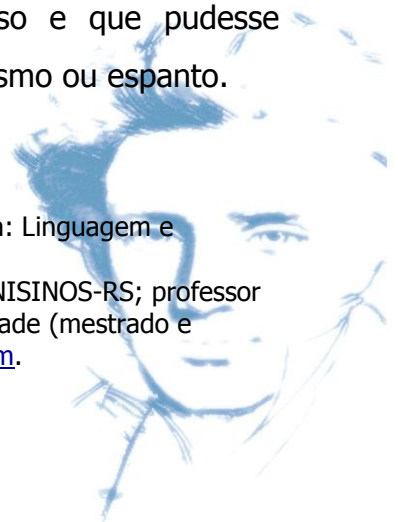 so e que pudesse
smo ou espanto.
: Linguagem e
NISINOS-RS; professor
ade (mestrado e
m.